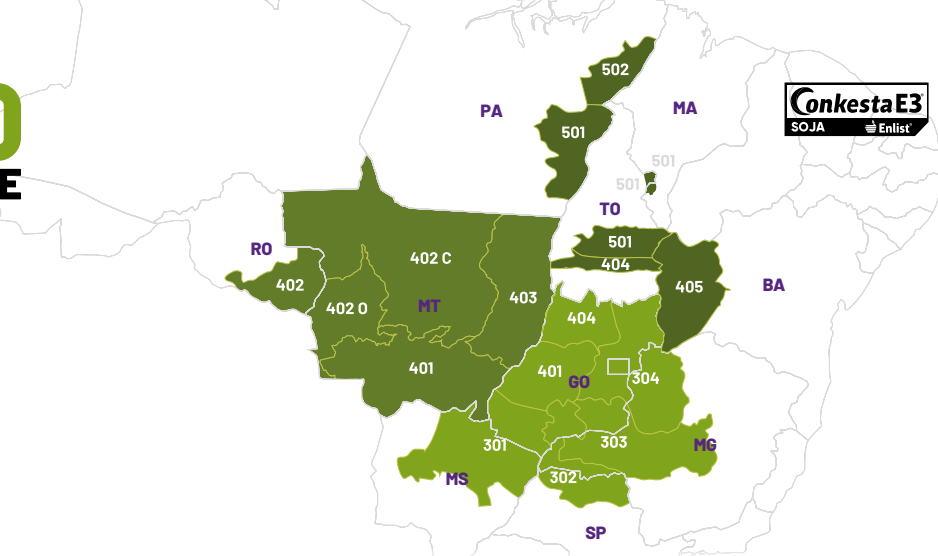 E
502
PA
MA
Conkesta E3
SOJA
Enlist
501
501
501
TO
RO
501
402 C
404
402
405
BA
403
402 O
MT
404
401
401
GO
304
301
303
MG
302
MS
SP